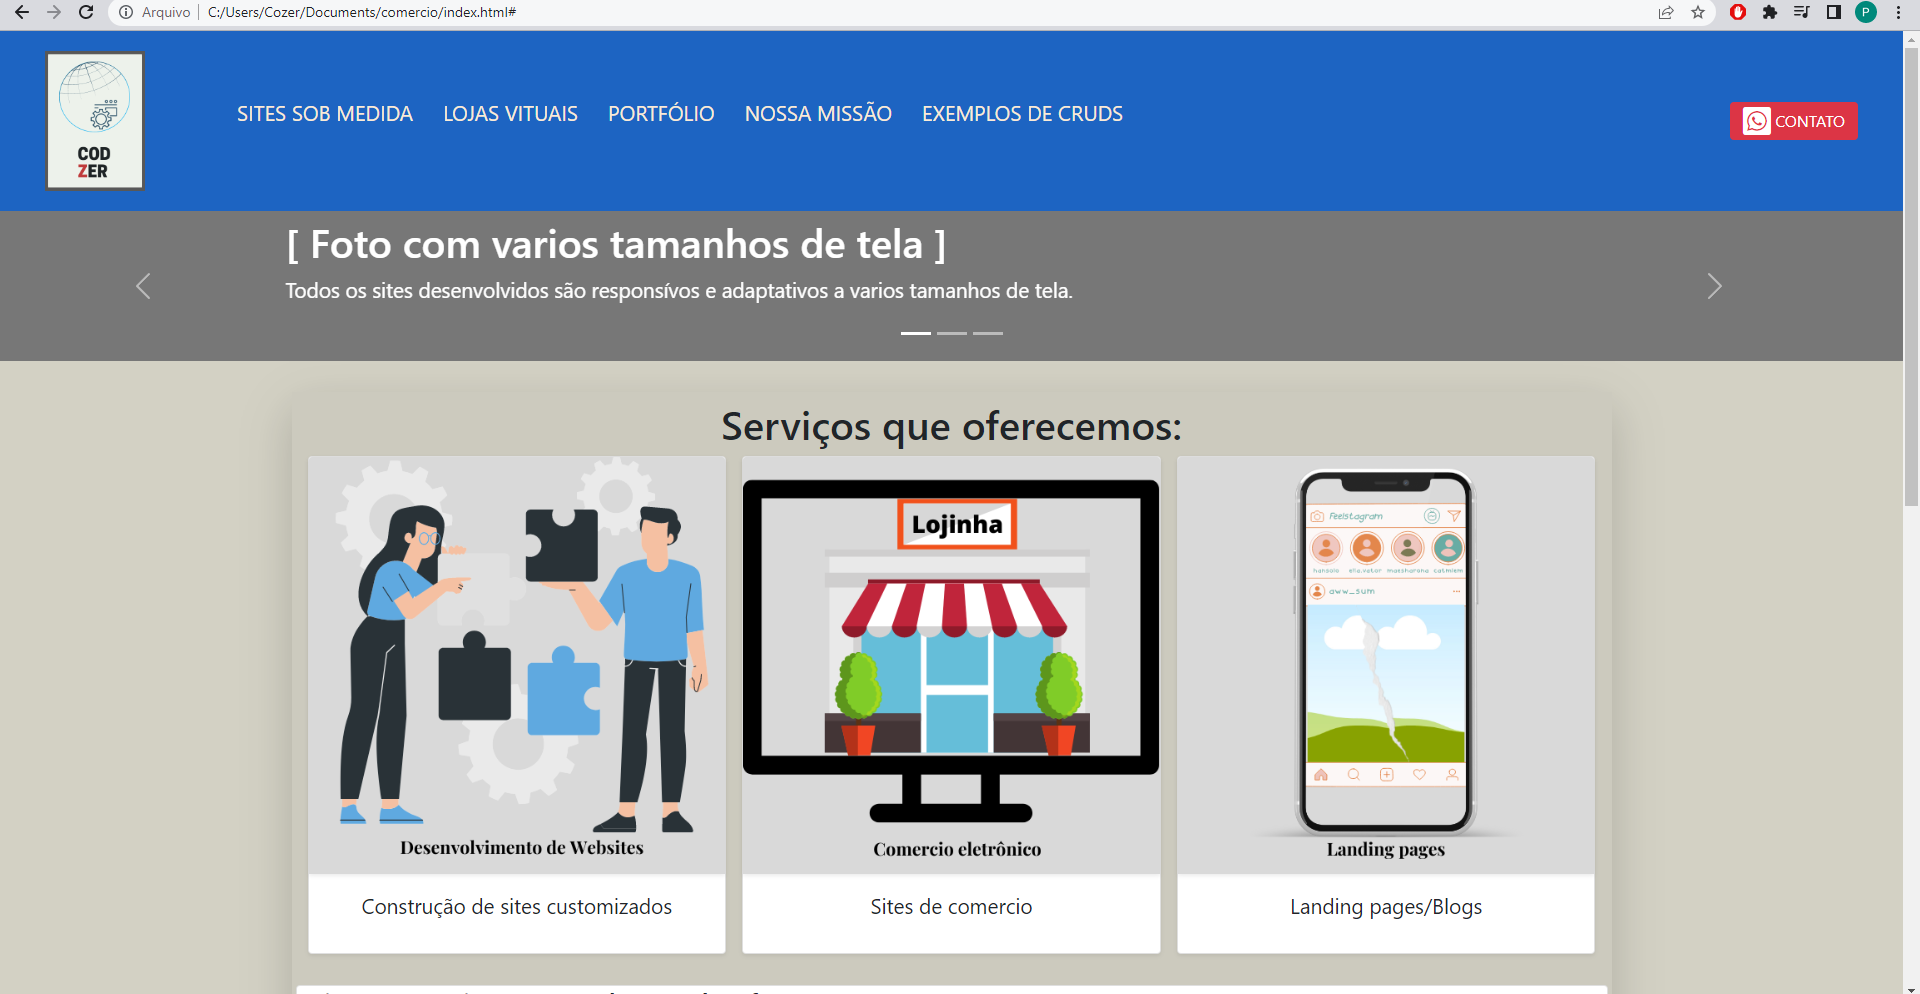 Arquivo | C:/Users/Cozer/Documents/comercio/index.html#
P
COD
ZER
SITES SOB MEDIDA
LOJAS VITUAIS
PORTFÓLIO
NOSSA MISSÃO
EXEMPLOS DE CRUDS
CONTATO
[ Foto com varios tamanhos de tela ]
Todos os sites desenvolvidos são responsívos e adaptativos a varios tamanhos de tela.
Serviços que oferecemos:
Desenvolvimento de Websites
Construção de sites customizados
Lojinha
Comercio eletrônico
Sites de comercio
Feelstagram
aww_sum
Landing pages
Landing pages/Blogs